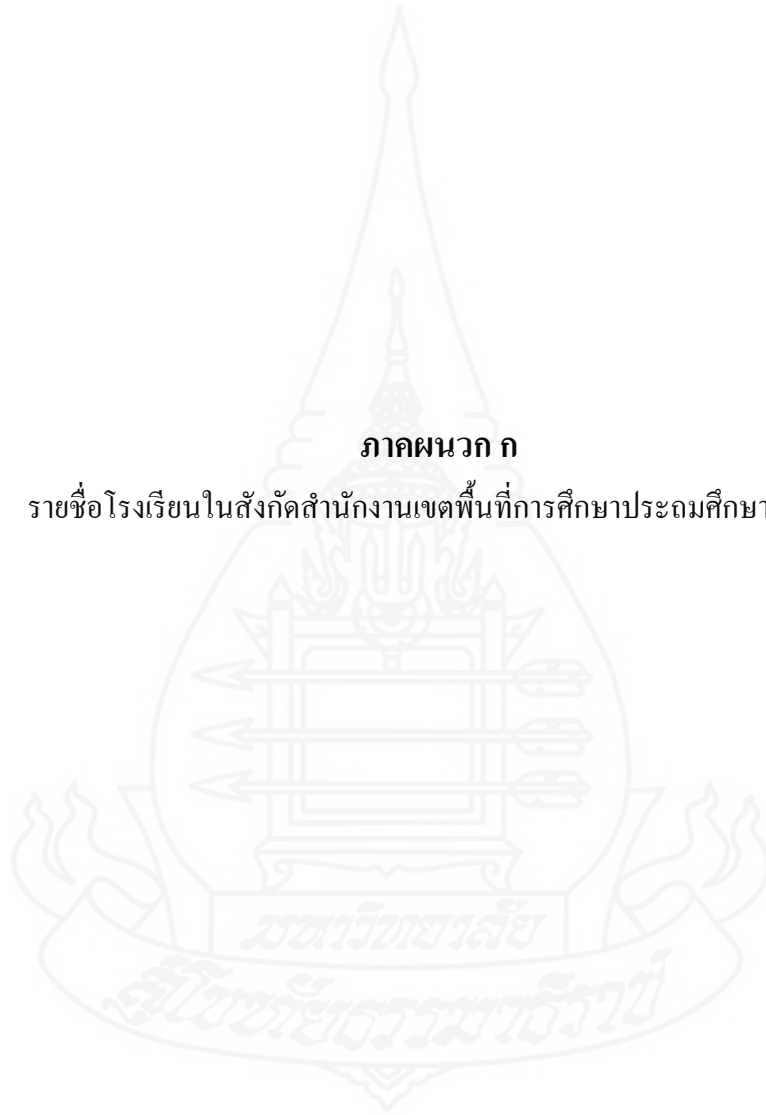 ภาคผนวก ก
รายชื่อโรงเรียนในสังกัดสำนักงานเขตพื้นที่การศึกษาประถมศึกษา
มหาวิทยาลัย
สุโขทัยธรรมาธิราช